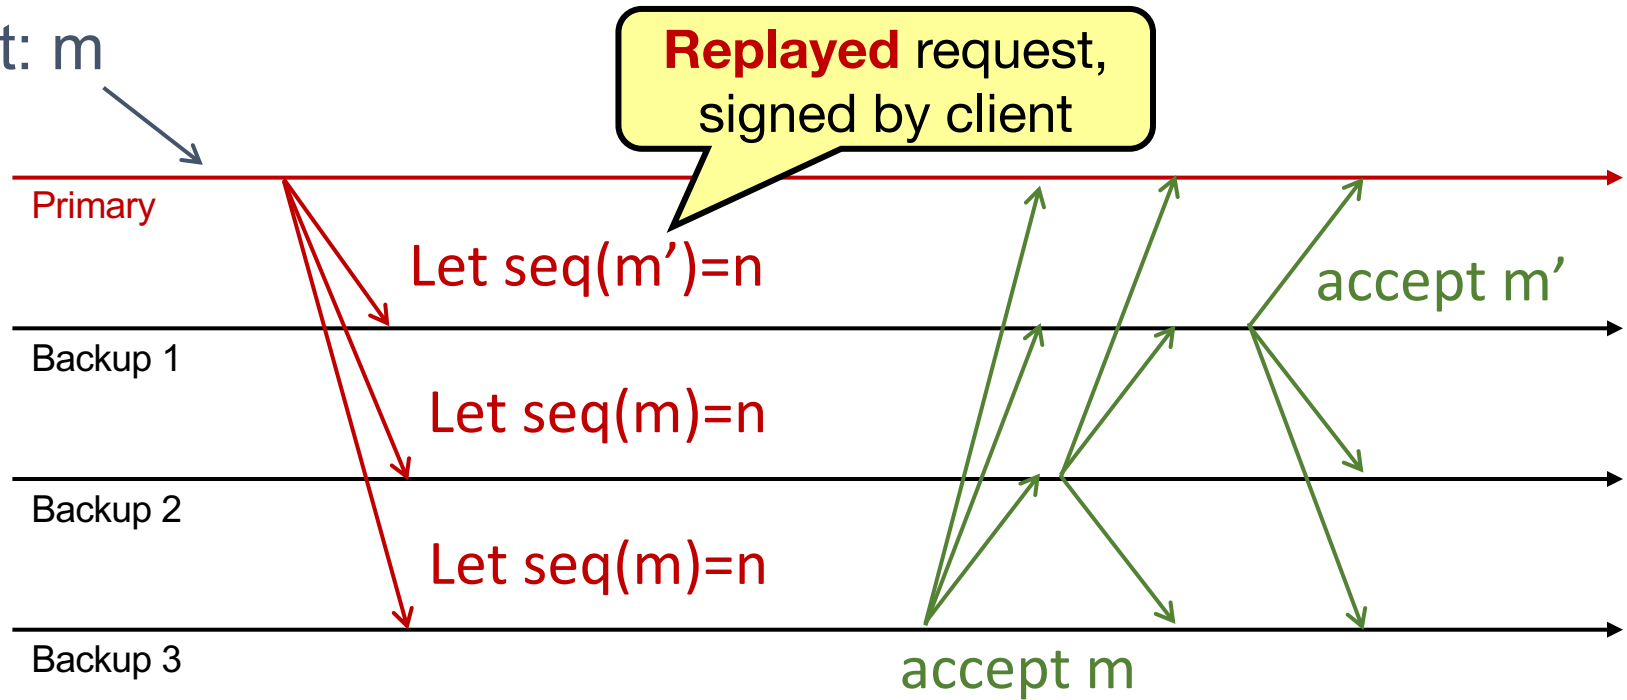 t: m
Replayed request,
signed by client
Primary
Let seq(m’)=n
accept m’
Backup 1
Let seq(m)=n
Backup 2
Let seq(m)=n
Backup 3
accept m